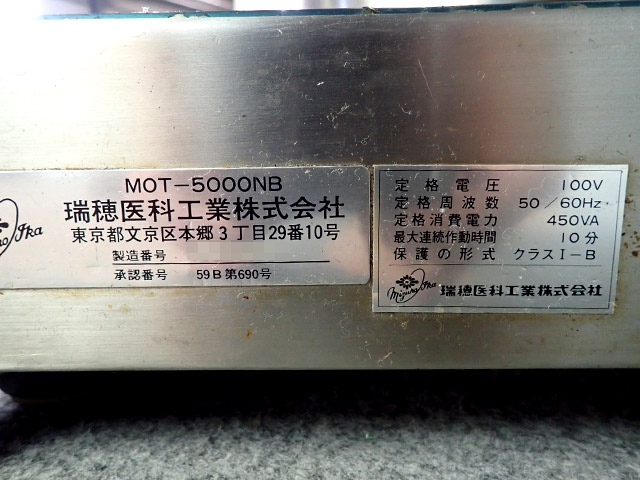 MOT-5000NB
瑞穂医科工業株式会社
東京都文京区本郷3丁目29番10号
製造番号
承認番号 59B第690号
Ika
定格電圧 100V
定格周波数 50/60Hz
定格消費電力 450VA
最大連続作動時間 10分
保護の形式 クラスI-B
Mizuho Ika 瑞穂医科工業株式会社